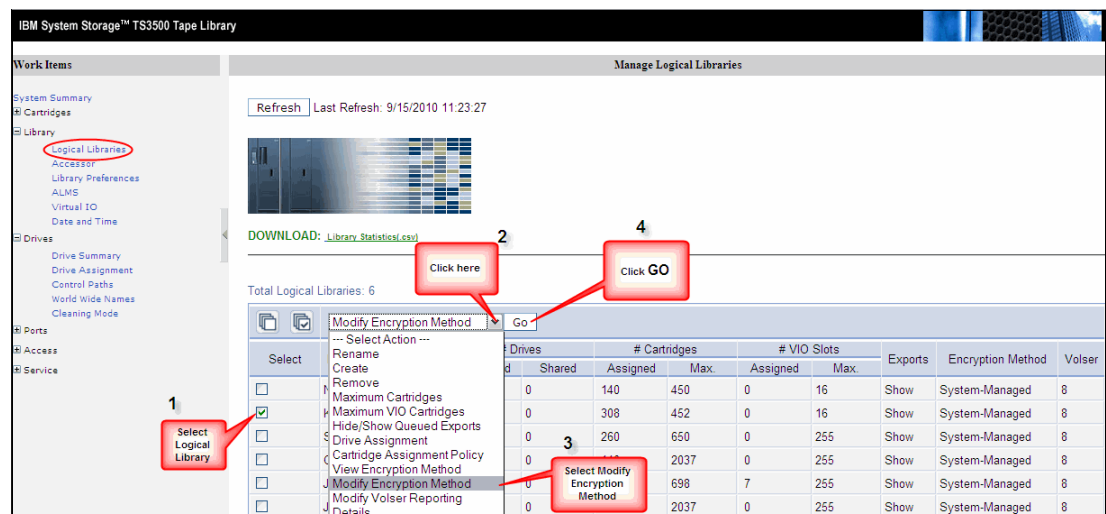 IBM System Storage™ TS3500 Tape Library
Work Items
Manage Logical Libraries
System Summary
Cartridges
Library
Logical Libraries
Accessor
Library Preferences
ALMS
Virtual IO
Date and Time
Drives
Drive Summary
Drive Assignment
Control Paths
World Wide Names
Cleaning Mode
Ports
Access
Service
Refresh Last Refresh: 9/15/2010 11:23:27
DOWNLOAD: Library Statistics(.csv)
2
Click here
4
Click GO
Total Logical Libraries: 6
Modify Encryption Method Go
--- Select Action ---
Rename
Create
Remove
Maximum Cartridges
Maximum VIO Cartridges
Hide/Show Queued Exports
Drive Assignment
Cartridge Assignment Policy
View Encryption Method
Modify Encryption Method
Modify Volser Reporting
Details
Select Drives # Cartridges # VIO Slots Exports Encryption Method Volser
Shared Assigned Max. Assigned Max.
0 140 450 0 16 Show System-Managed 8
0 308 452 0 16 Show System-Managed 8
0 260 650 0 255 Show System-Managed 8
0 2037 0 255 Show System-Managed 8
0 698 7 255 Show System-Managed 8
0 2037 0 255 Show System-Managed 8
1
Select Logical Library
3
Select Modify Encryption Method